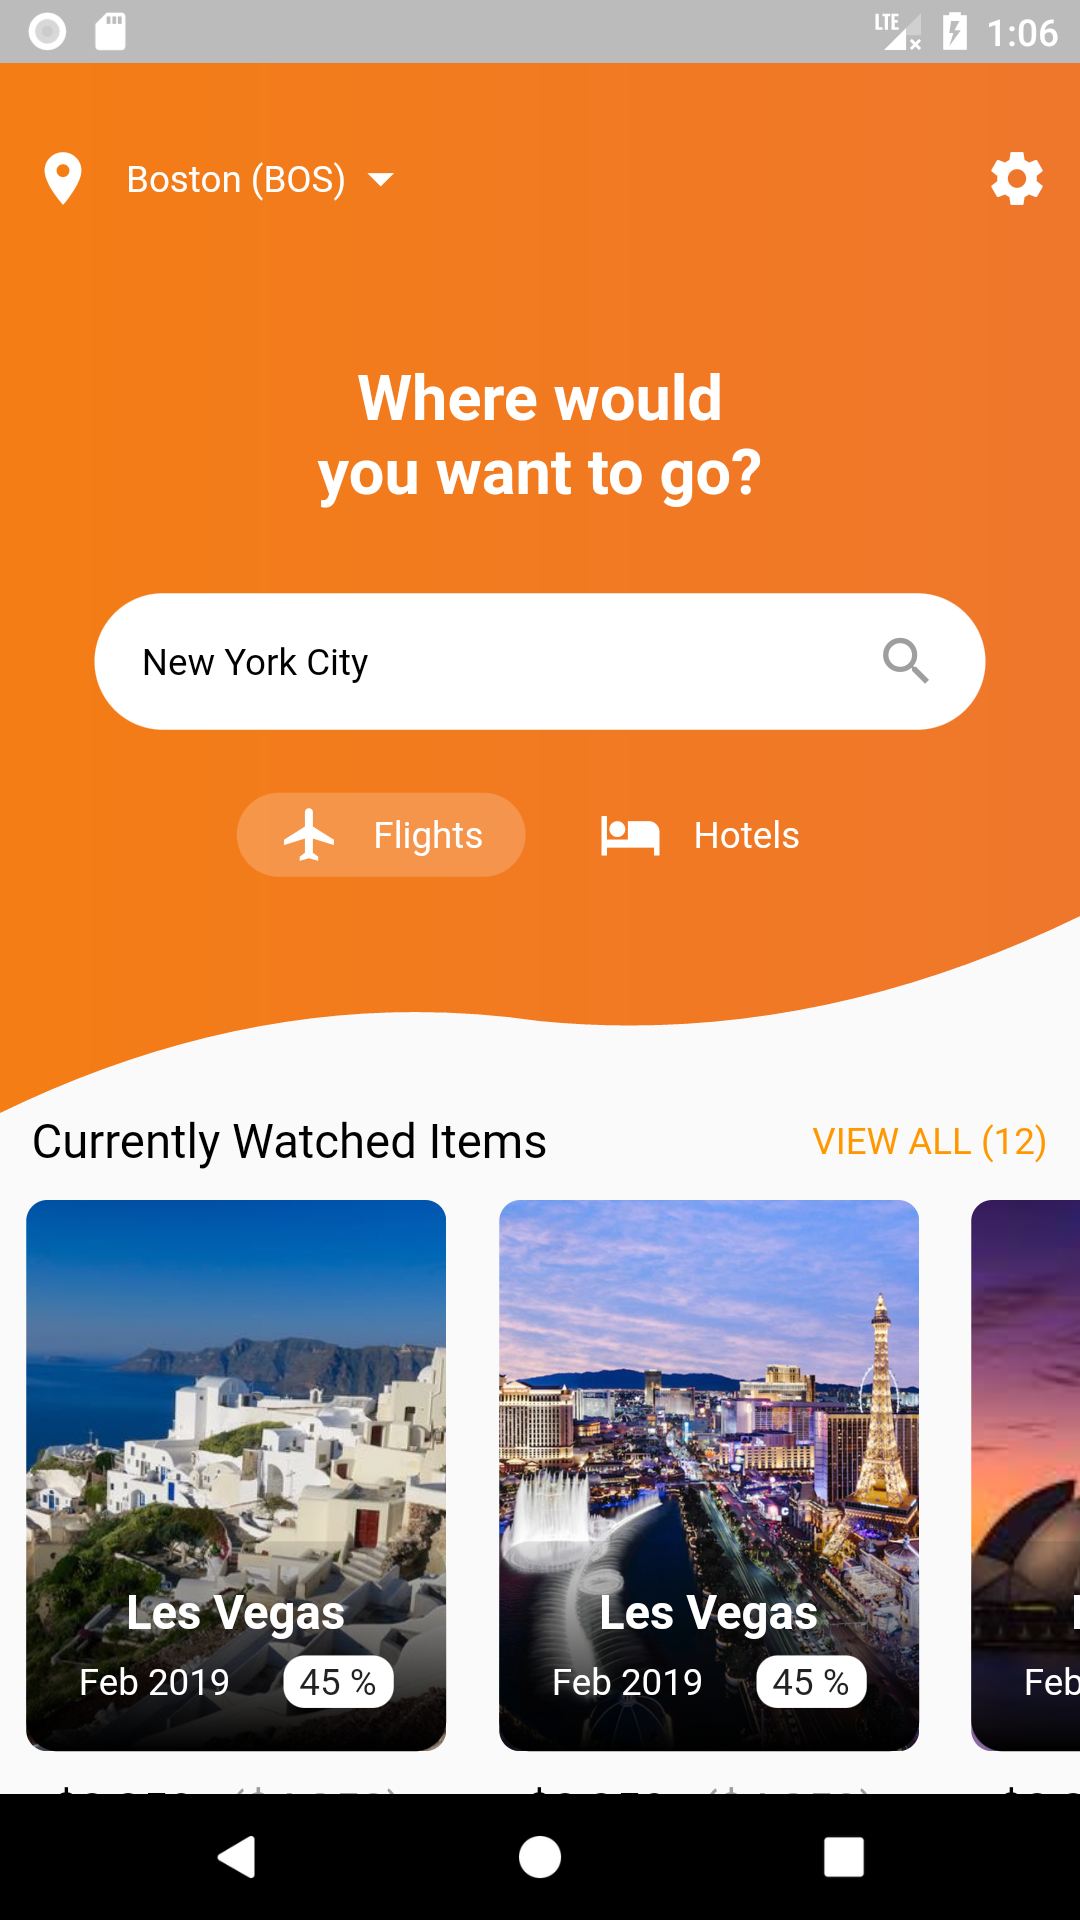 LTE 1:06
Boston (BOS)
Where would
you want to go?
New York City
Flights Hotels
Currently Watched Items VIEW ALL (12)
Les Vegas Les Vegas
Feb 2019 45 % Feb 2019 45 % Feb